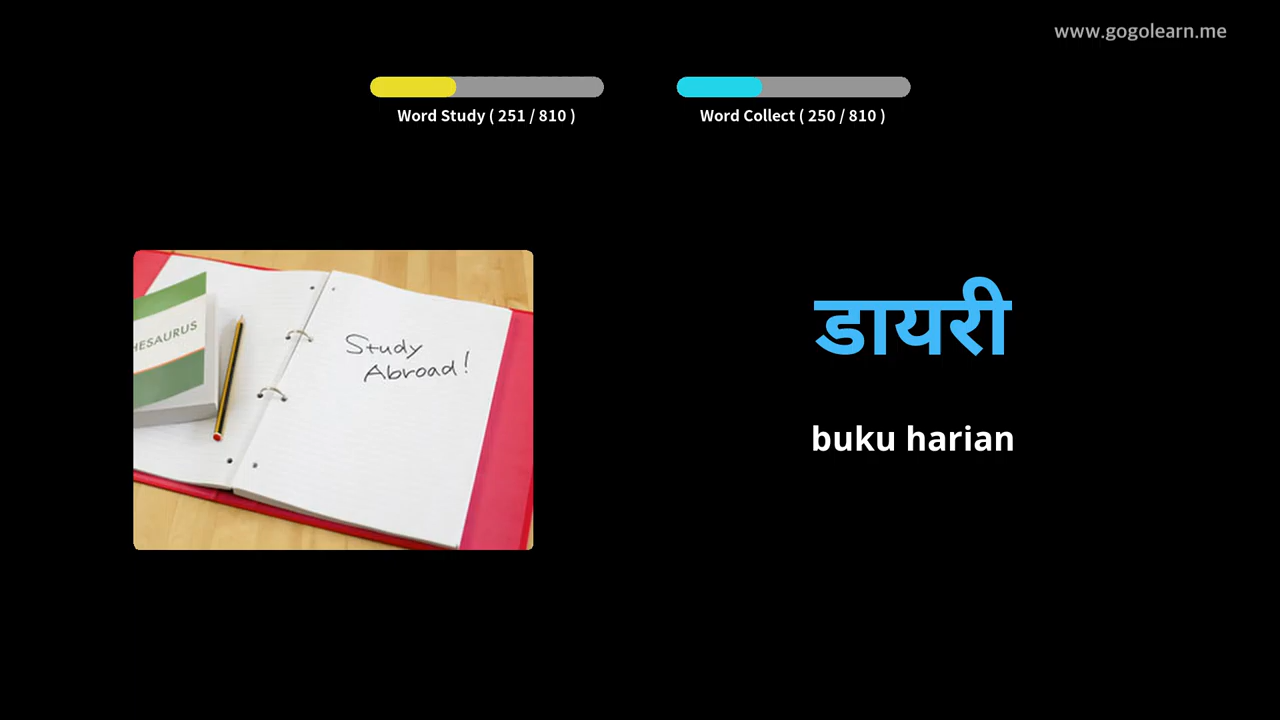 www.gogolearn.me
Word Study ( 251 / 810 )
Word Collect ( 250 / 810 )
HESAURUS
Study
Abroad!
डायरी
buku harian